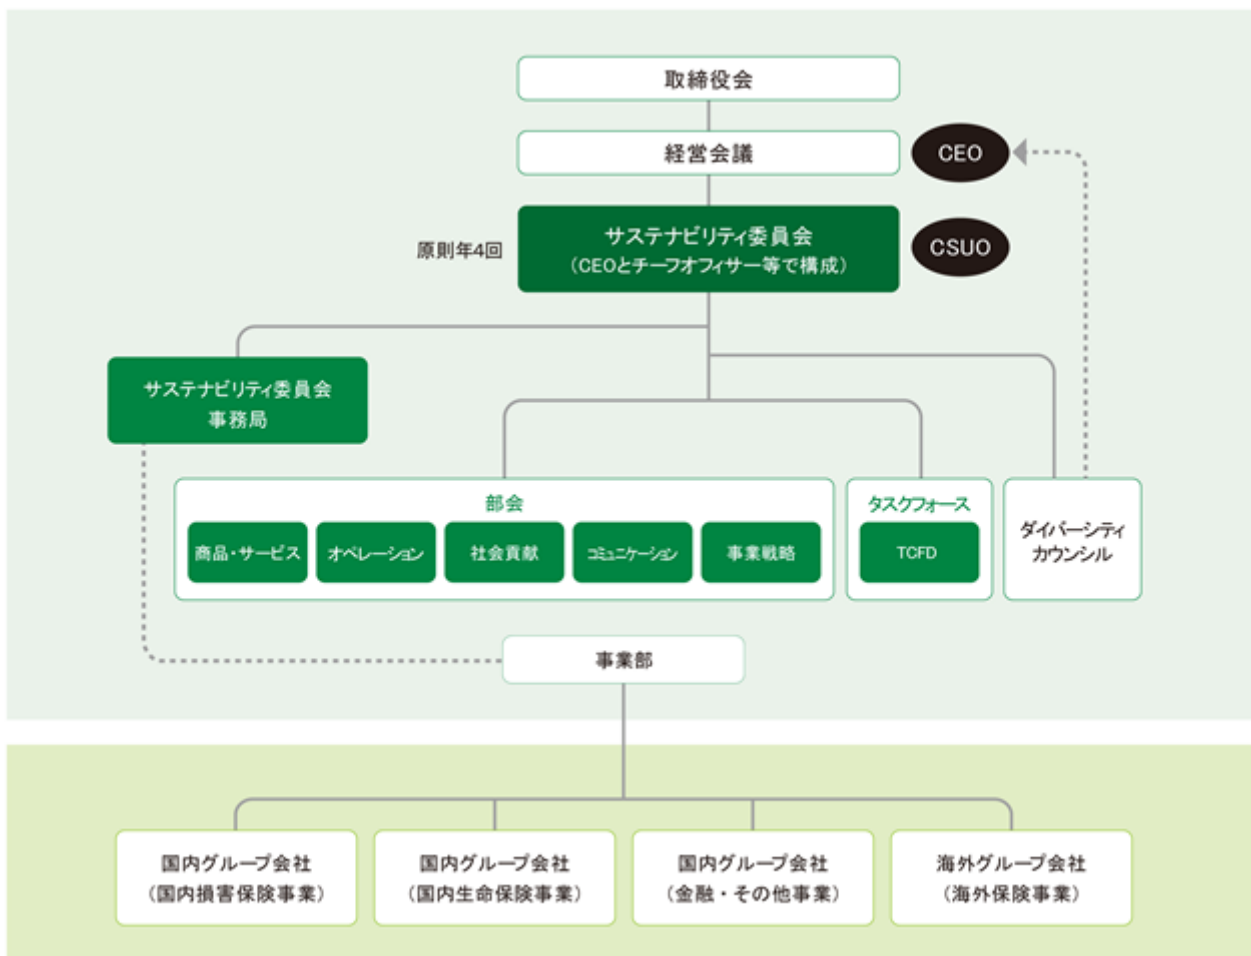 取締役会
経営会議
CEO
原則年4回
サステナビリティ委員会
（CEOとチーフオフィサー等で構成）
CSUO
サステナビリティ委員会
事務局
部会
商品・サービス
オペレーション
社会貢献
コミュニケーション
事業戦略
タスクフォース
TCFD
ダイバーシティ
カウンシル
事業部
国内グループ会社
（国内損害保険事業）
国内グループ会社
（国内生命保険事業）
国内グループ会社
（金融・その他事業）
海外グループ会社
（海外保険事業）